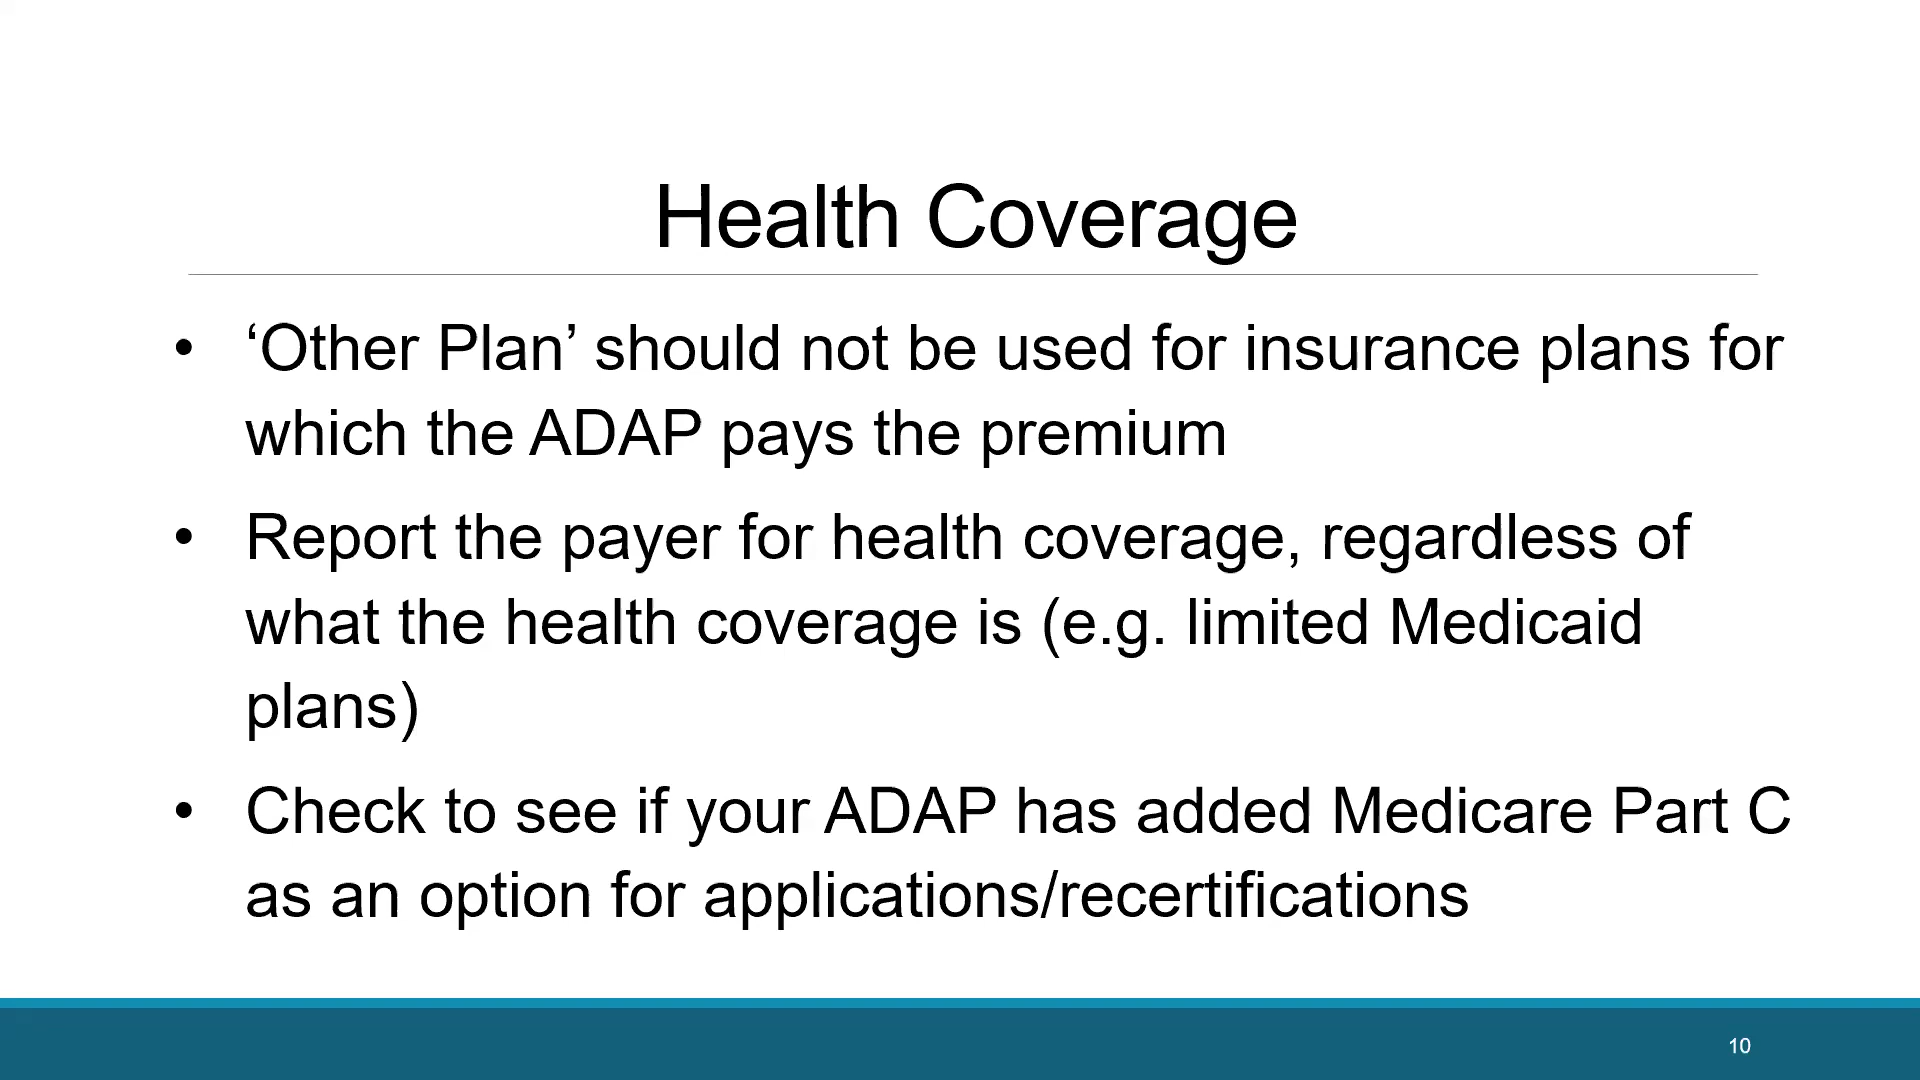 Health Coverage
• ‘Other Plan’ should not be used for insurance plans for
which the ADAP pays the premium
• Report the payer for health coverage, regardless of
what the health coverage is (e.g. limited Medicaid
plans)
• Check to see if your ADAP has added Medicare Part C
as an option for applications/recertifications
10